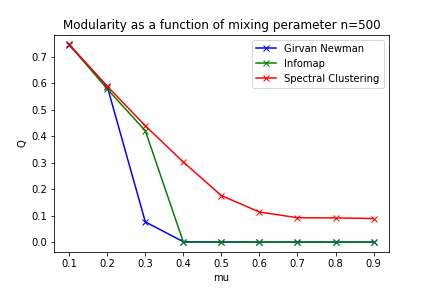 Modularity as a function of mixing perameter n=500
Girvan Newman
Infomap
Spectral Clustering
Q
0.7
0.6
0.5
0.4
0.3
0.2
0.1
0.0
0.1 0.2 0.3 0.4 0.5 0.6 0.7 0.8 0.9
mu